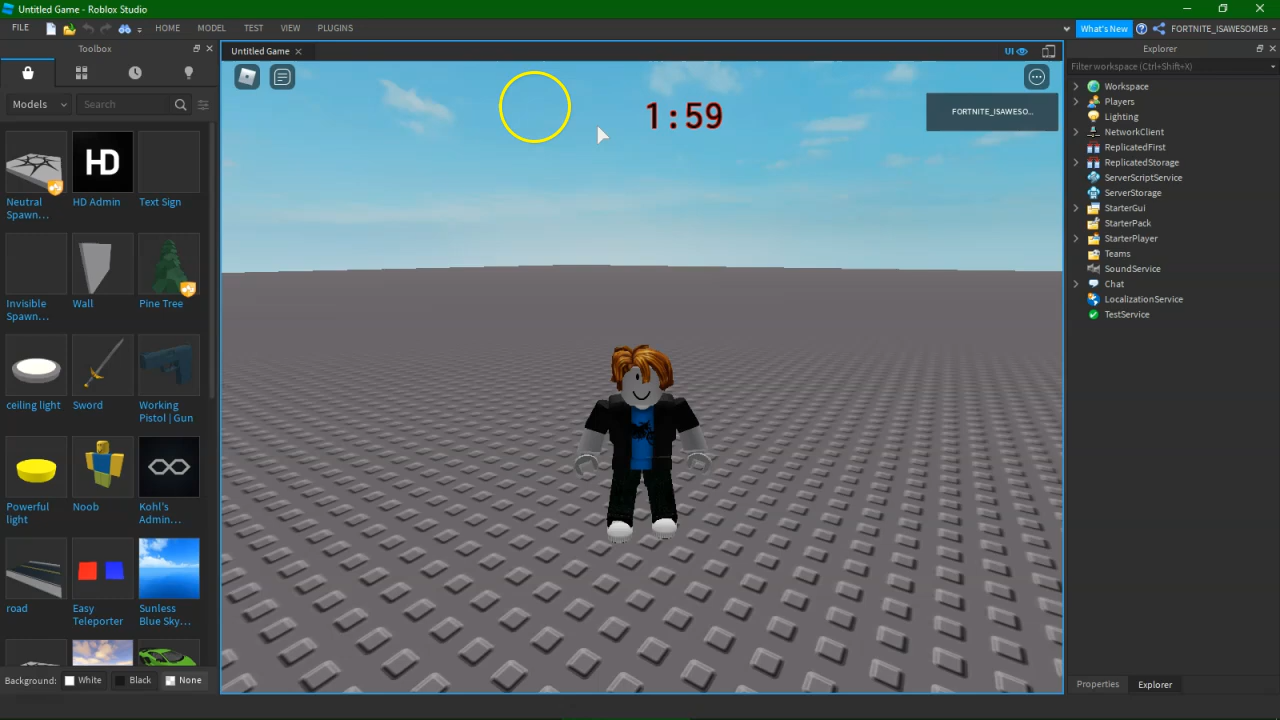 Untitled Game - Roblox Studio
FILE HOME MODEL TEST VIEW PLUGINS What's New FORTNITE_ISAWESOME8
Toolbox
Models Search
Neutral Spawn...
HD
HD Admin
Text Sign
Invisible Spawn...
Wall
Pine Tree
ceiling light
Sword
Working Pistol | Gun
Powerful light
Noob
Kohl's Admin...
road
Easy Teleporter
Sunless Blue Sky...
Background: White Black None
Untitled Game
UI
1:59
FORTNITE_ISAWESO...
Explorer
Filter workspace (Ctrl+Shift+X)
Workspace
Players
Lighting
NetworkClient
ReplicatedFirst
ReplicatedStorage
ServerScriptService
ServerStorage
StarterGui
StarterPack
StarterPlayer
Teams
SoundService
Chat
LocalizationService
TestService
Properties Explorer